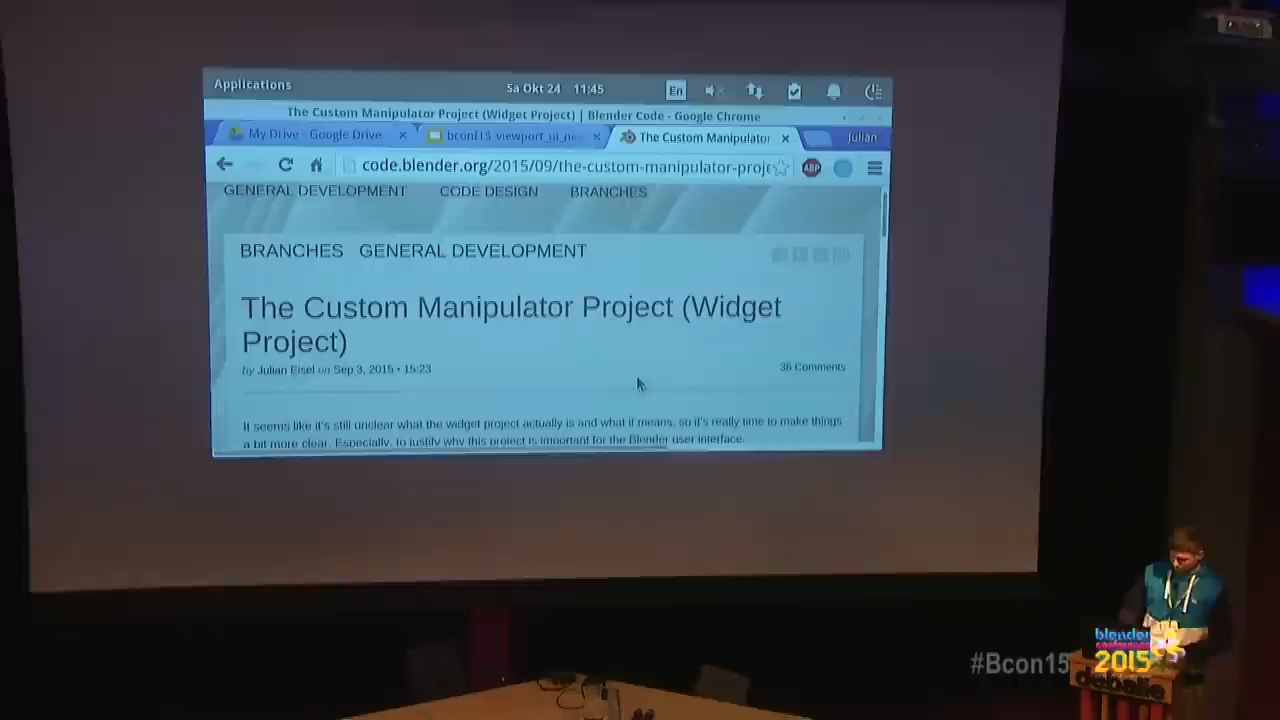 Applications
Sa Okt 24 11:45
En
The Custom Manipulator Project (Widget Project) | Blender Code - Google Chrome
My Drive - Google Drive
bconf15_viewport_ui_
The Custom Manipulator
Julian
code.blender.org/2015/09/the-custom-manipulator-proje
ABP
GENERAL DEVELOPMENT CODE DESIGN BRANCHES
BRANCHES GENERAL DEVELOPMENT
The Custom Manipulator Project (Widget
Project)
by Julian Eisel on Sep 3, 2015 • 15:23
36 Comments
It seems like it's still unclear what the widget project actually is and what it means, so it's really time to make things
a bit more clear. Especially, to justify why this project is important for the Blender user interface.
#Bcon15
blender
conference
2015
debalie